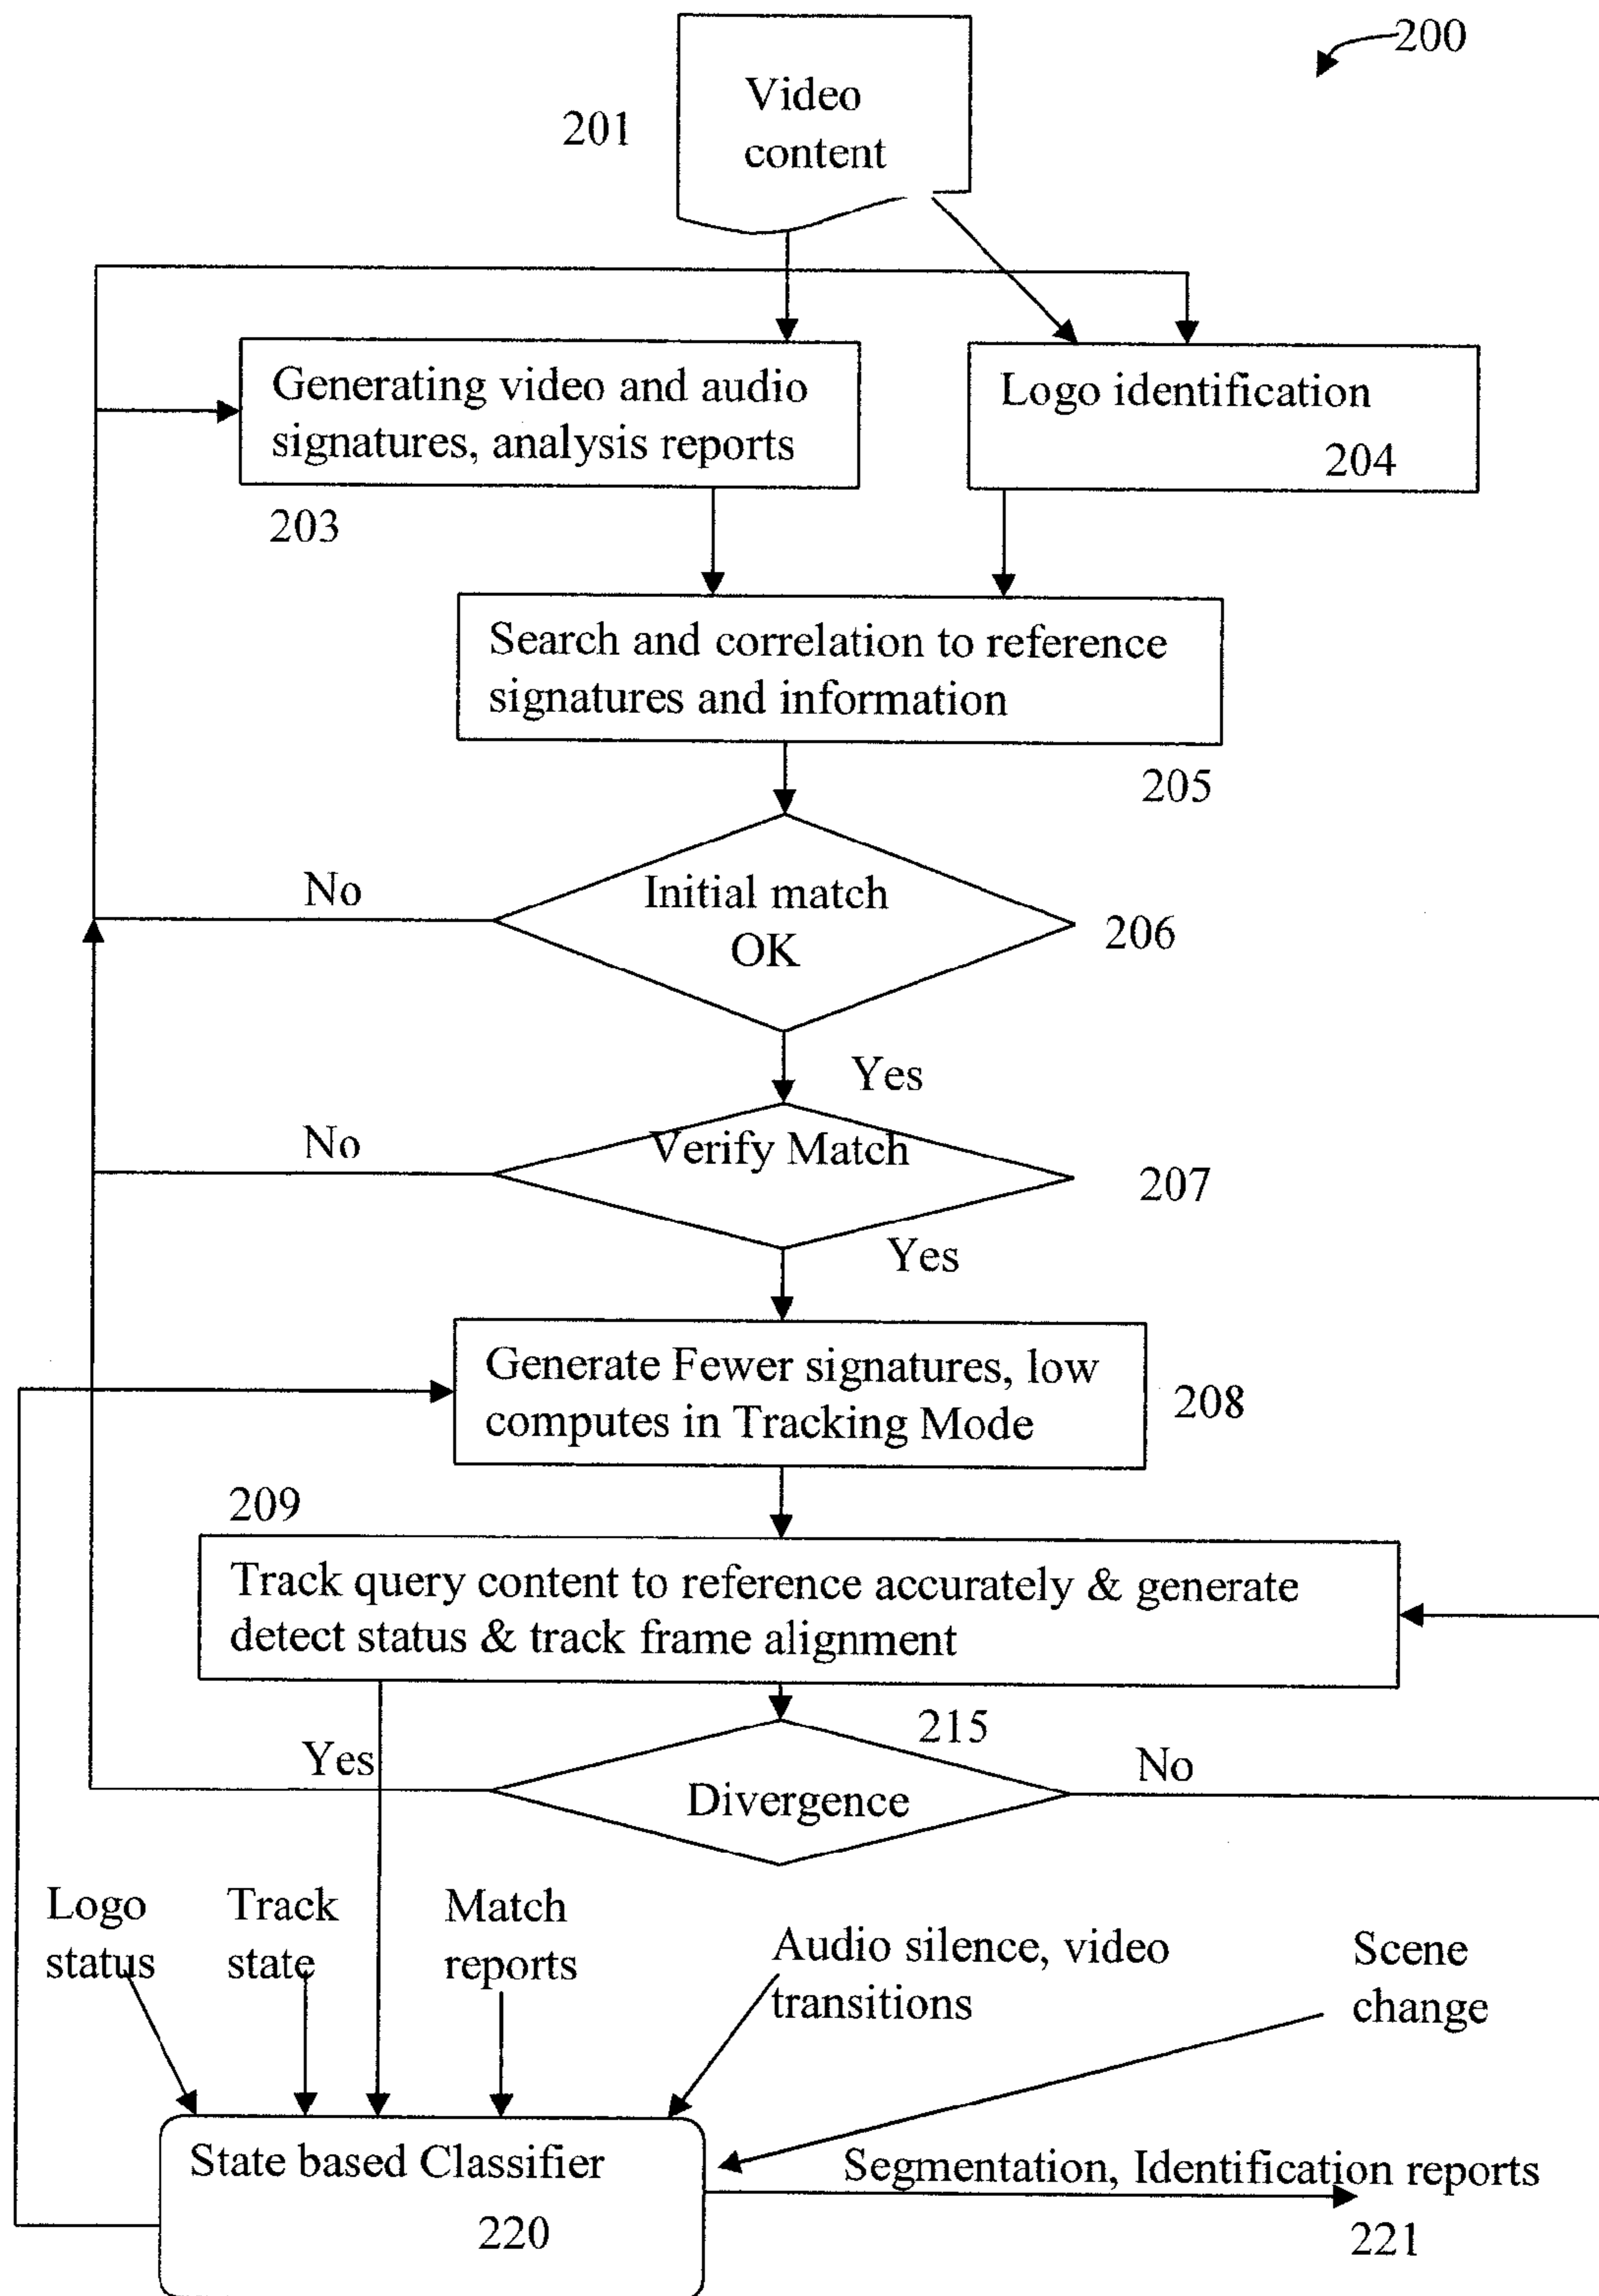 200
Video
content
201
Generating video and audio
signatures, analysis reports
203
Logo identification
204
Search and correlation to reference
signatures and information
205
No
Initial match
OK
206
Yes
No
Verify Match
207
Yes
Generate Fewer signatures, low
computes in Tracking Mode
208
209
Track query content to reference accurately & generate
detect status & track frame alignment
215
Yes
Divergence
No
Logo
status
Track
state
Match
reports
Audio silence, video
transitions
Scene
change
State based Classifier
220
Segmentation, Identification reports
221